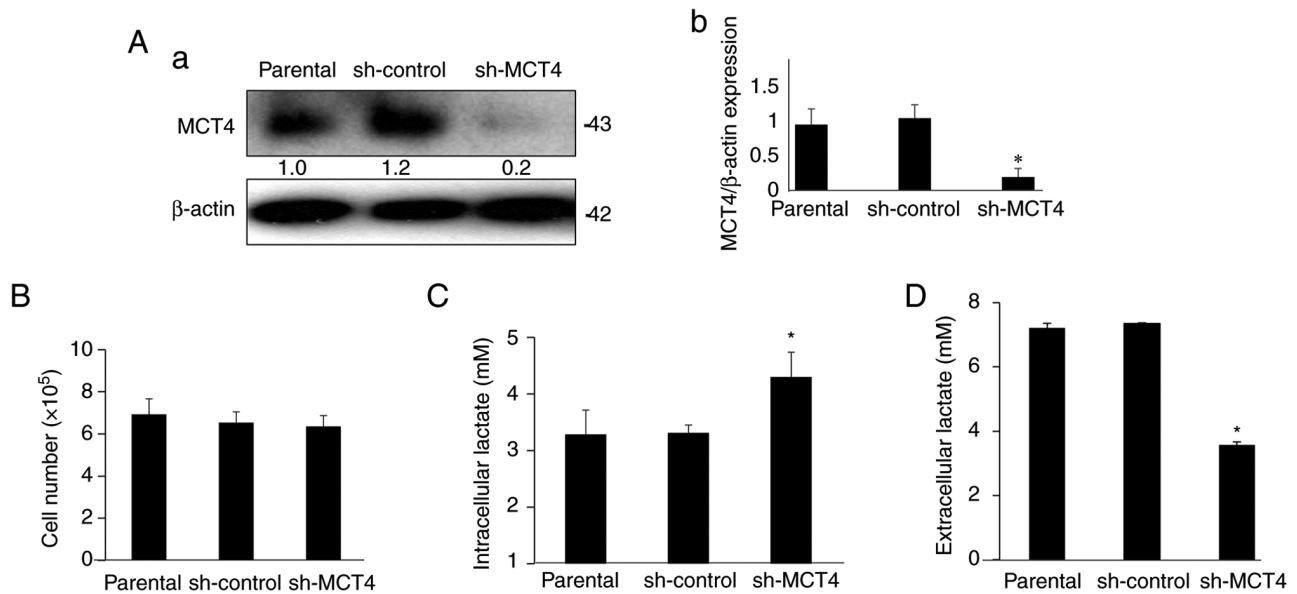 A
a
Parental sh-control sh-MCT4
MCT4
-43
1.0 1.2 0.2
β-actin
-42
b
MCT4/β-actin expression
1.5
1
0.5
0
*
Parental sh-control sh-MCT4
B
Cell number (×10⁵)
10
8
6
4
2
0
Parental sh-control sh-MCT4
C
Intracellular lactate (mM)
5
4
3
2
1
*
Parental sh-control sh-MCT4
D
Extracellular lactate (mM)
8
6
4
2
0
*
Parental sh-control sh-MCT4